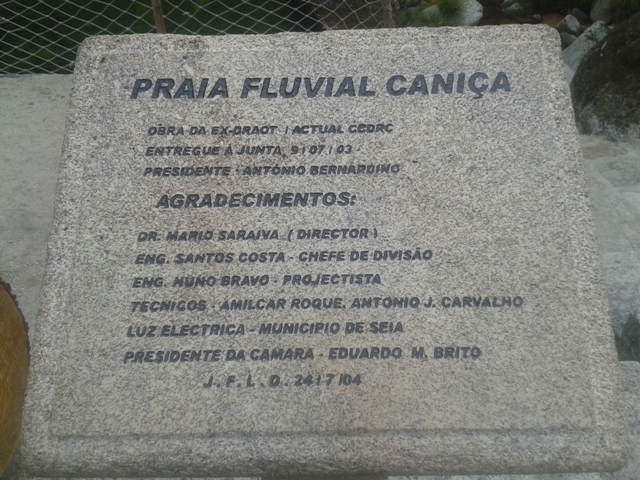 PRAIA FLUVIAL CANIÇA
OBRA DA EX-DRAOT / ACTUAL CCDRC
ENTREGUE À JUNTA, 9 / 07 / 03
PRESIDENTE - ANTÓNIO BERNARDINO
AGRADECIMENTOS:
DR. MARIO SARAIVA ( DIRECTOR )
ENG. SANTOS COSTA - CHEFE DE DIVISÃO
ENG. NUNO BRAVO - PROJECTISTA
TECNICOS - AMILCAR ROQUE, ANTONIO J. CARVALHO
LUZ ELECTRICA - MUNICIPIO DE SEIA
PRESIDENTE DA CAMARA - EDUARDO M. BRITO
J . F . L . D . 24 / 7 / 04